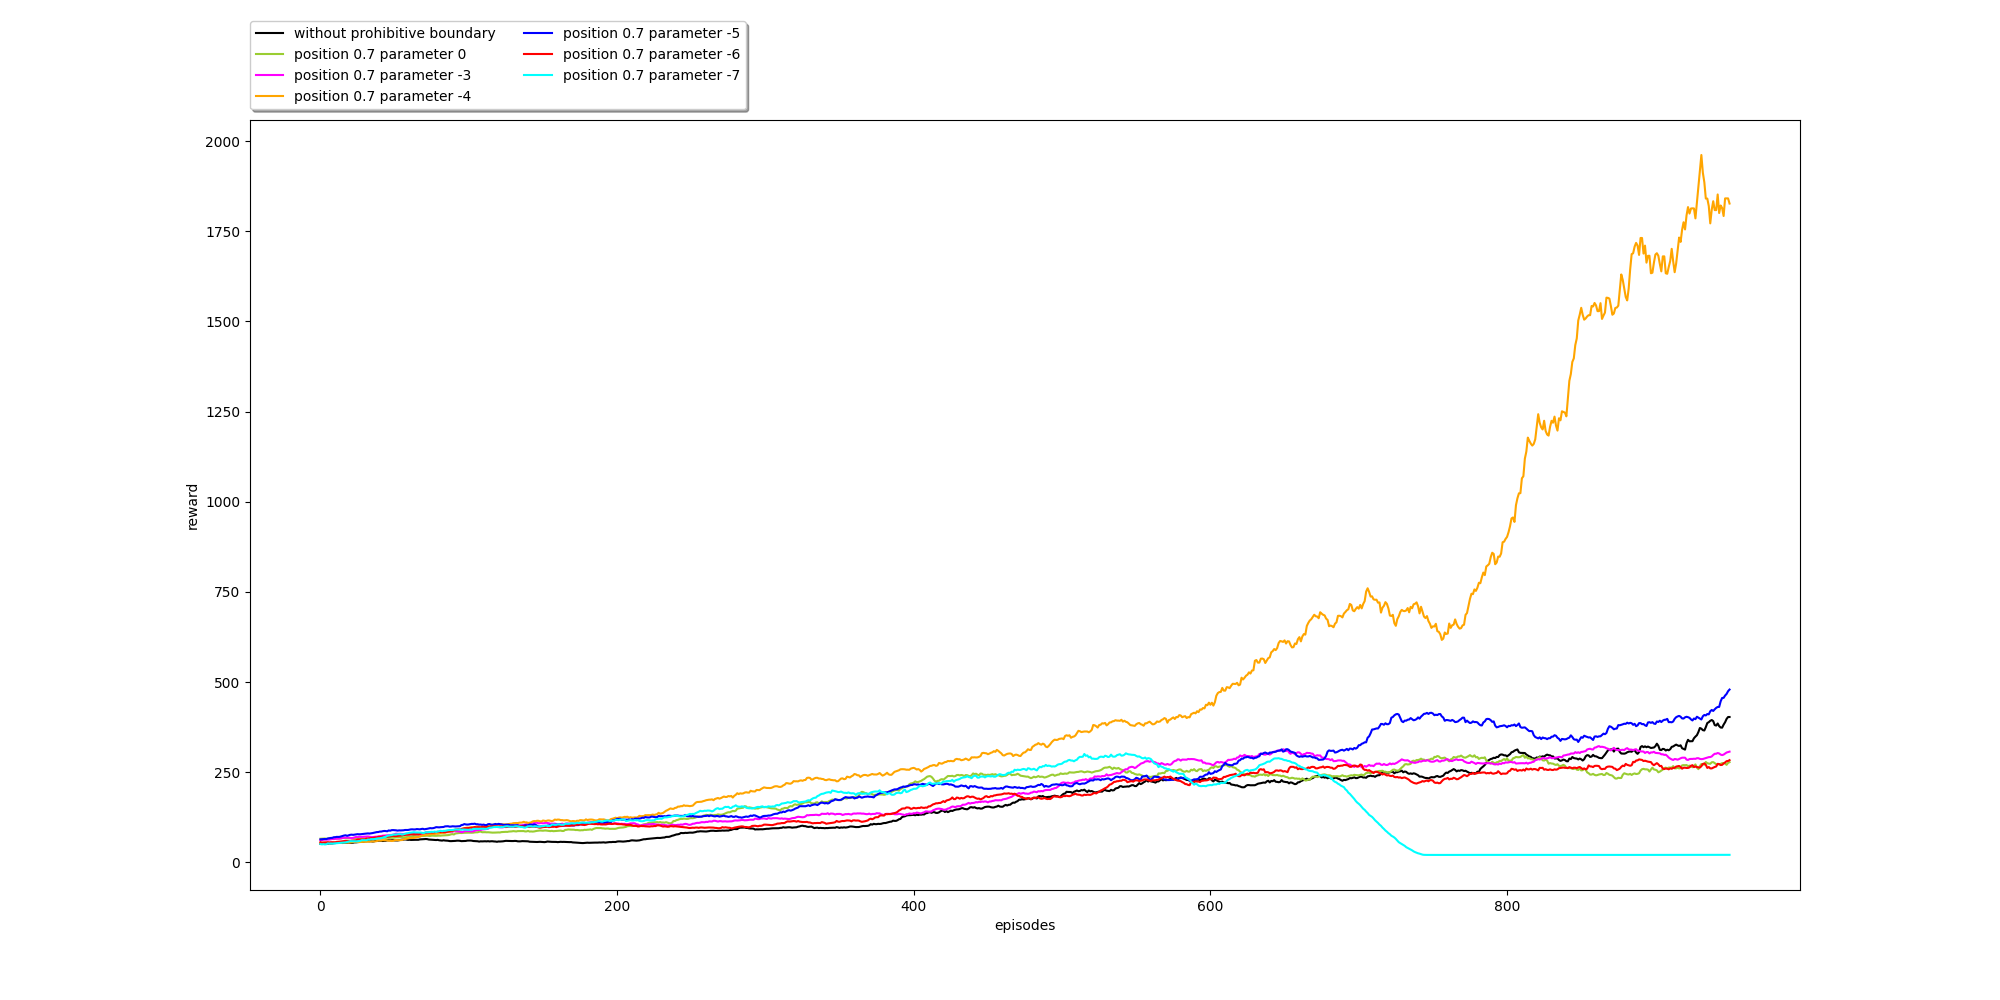 without prohibitive boundary
position 0.7 parameter 0
position 0.7 parameter -3
position 0.7 parameter -4
position 0.7 parameter -5
position 0.7 parameter -6
position 0.7 parameter -7
2000
1750
1500
1250
1000
750
500
250
0
reward
0 200 400 600 800
episodes